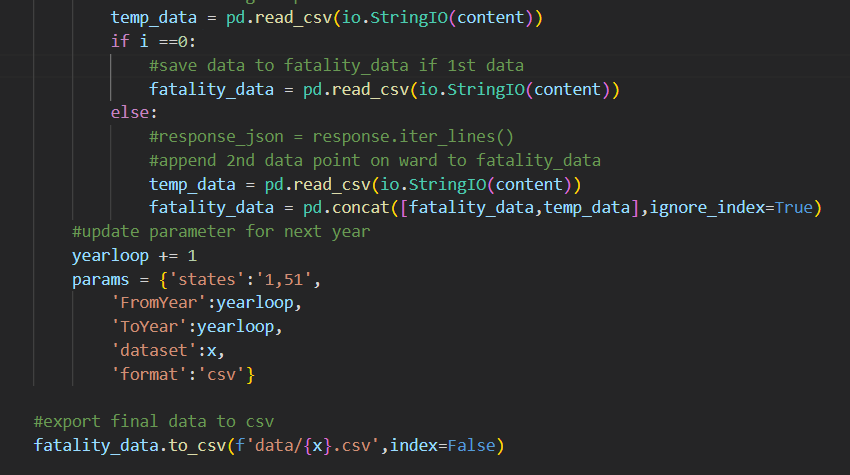 temp_data = pd.read_csv(io.StringIO(content))
if i ==0:
#save data to fatality_data if 1st data
fatality_data = pd.read_csv(io.StringIO(content))
else:
#response_json = response.iter_lines()
#append 2nd data point on ward to fatality_data
temp_data = pd.read_csv(io.StringIO(content))
fatality_data = pd.concat([fatality_data,temp_data],ignore_index=True)
#update parameter for next year
yearloop += 1
params = {'states':'1,51',
'FromYear':yearloop,
'ToYear':yearloop,
'dataset':x,
'format':'csv'}
#export final data to csv
fatality_data.to_csv(f'data/{x}.csv',index=False)